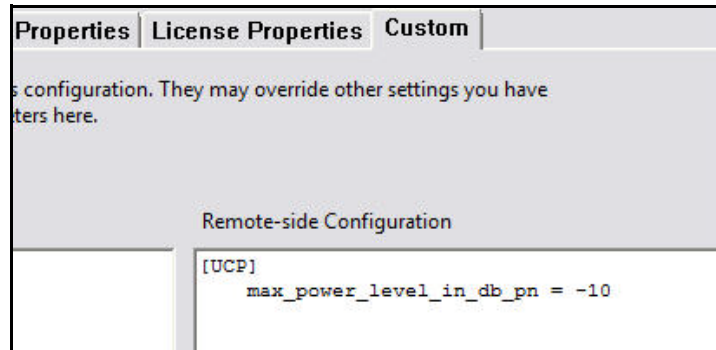 Properties License Properties Custom
configuration. They may override other settings you have
ters here.
Remote-side Configuration
[UCP]
max_power_level_in_db_pn = -10